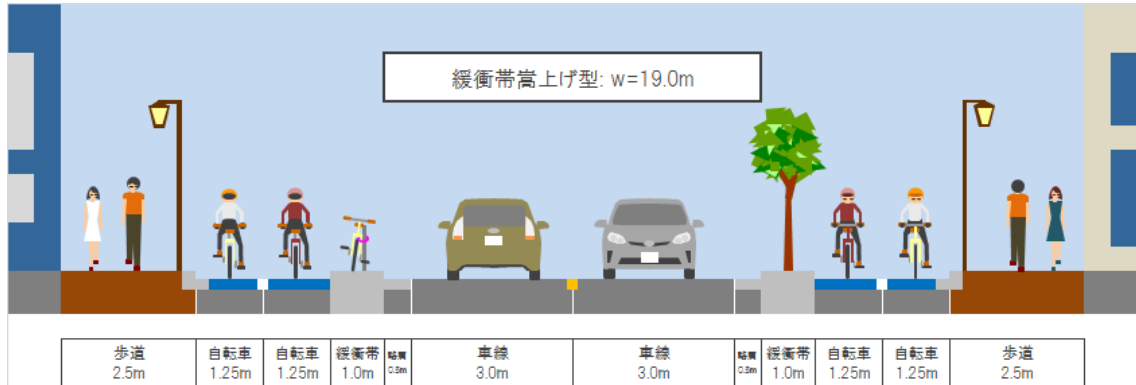 緩衝帯嵩上げ型: w=19.0m
歩道
2.5m
自転車
1.25m
自転車
1.25m
緩衝帯
1.0m
路肩
0.5m
車線
3.0m
車線
3.0m
路肩
0.5m
緩衝帯
1.0m
自転車
1.25m
自転車
1.25m
歩道
2.5m